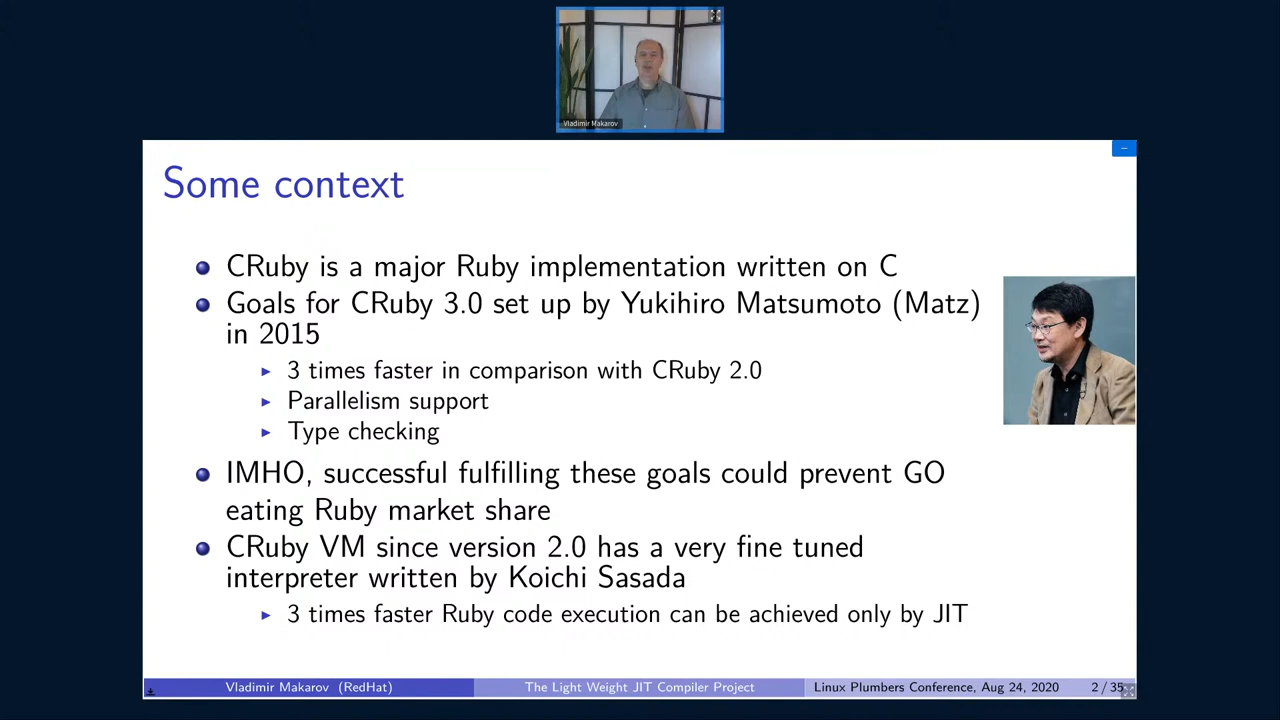 Vladimir Makarov
Some context
CRuby is a major Ruby implementation written on C
Goals for CRuby 3.0 set up by Yukihiro Matsumoto (Matz)
in 2015
3 times faster in comparison with CRuby 2.0
Parallelism support
Type checking
IMHO, successful fulfilling these goals could prevent GO
eating Ruby market share
CRuby VM since version 2.0 has a very fine tuned
interpreter written by Koichi Sasada
3 times faster Ruby code execution can be achieved only by JIT
Vladimir Makarov (RedHat) The Light Weight JIT Compiler Project Linux Plumbers Conference, Aug 24, 2020 2 / 35